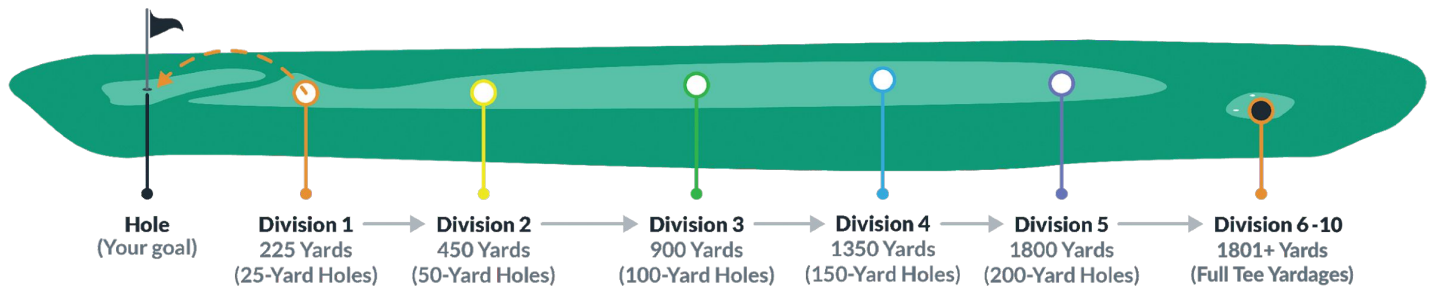 Hole
(Your goal)
Division 1
225 Yards
(25-Yard Holes)
Division 2
450 Yards
(50-Yard Holes)
Division 3
900 Yards
(100-Yard Holes)
Division 4
1350 Yards
(150-Yard Holes)
Division 5
1800 Yards
(200-Yard Holes)
Division 6-10
1801+ Yards
(Full Tee Yardages)